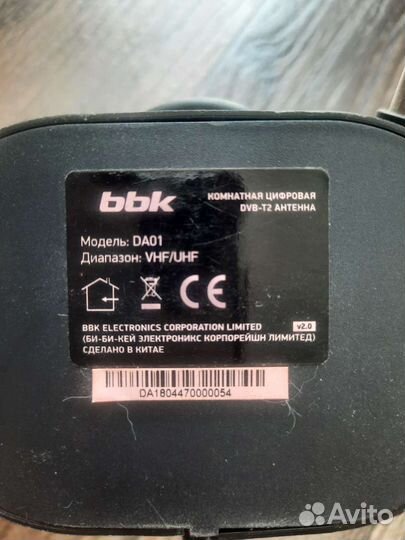 bbk
КОМНАТНАЯ ЦИФРОВАЯ
DVB-T2 АНТЕННА
Модель: DA01
Диапазон: VHF/UHF
CE
BBK ELECTRONICS CORPORATION LIMITED
v2.0
(БИ-БИ-КЕЙ ЭЛЕКТРОНИКС КОРПОРЕЙШН ЛИМИТЕД)
СДЕЛАНО В КИТАЕ
DA1804470000054
Avito